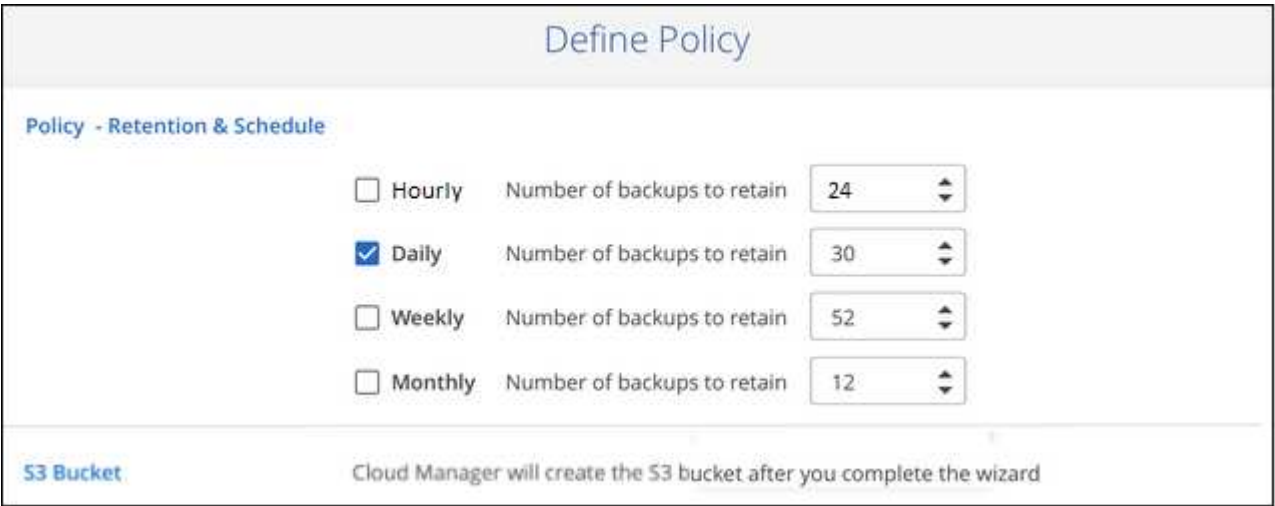 Define Policy
Policy - Retention & Schedule
Hourly Number of backups to retain 24
Daily Number of backups to retain 30
Weekly Number of backups to retain 52
Monthly Number of backups to retain 12
S3 Bucket Cloud Manager will create the S3 bucket after you complete the wizard